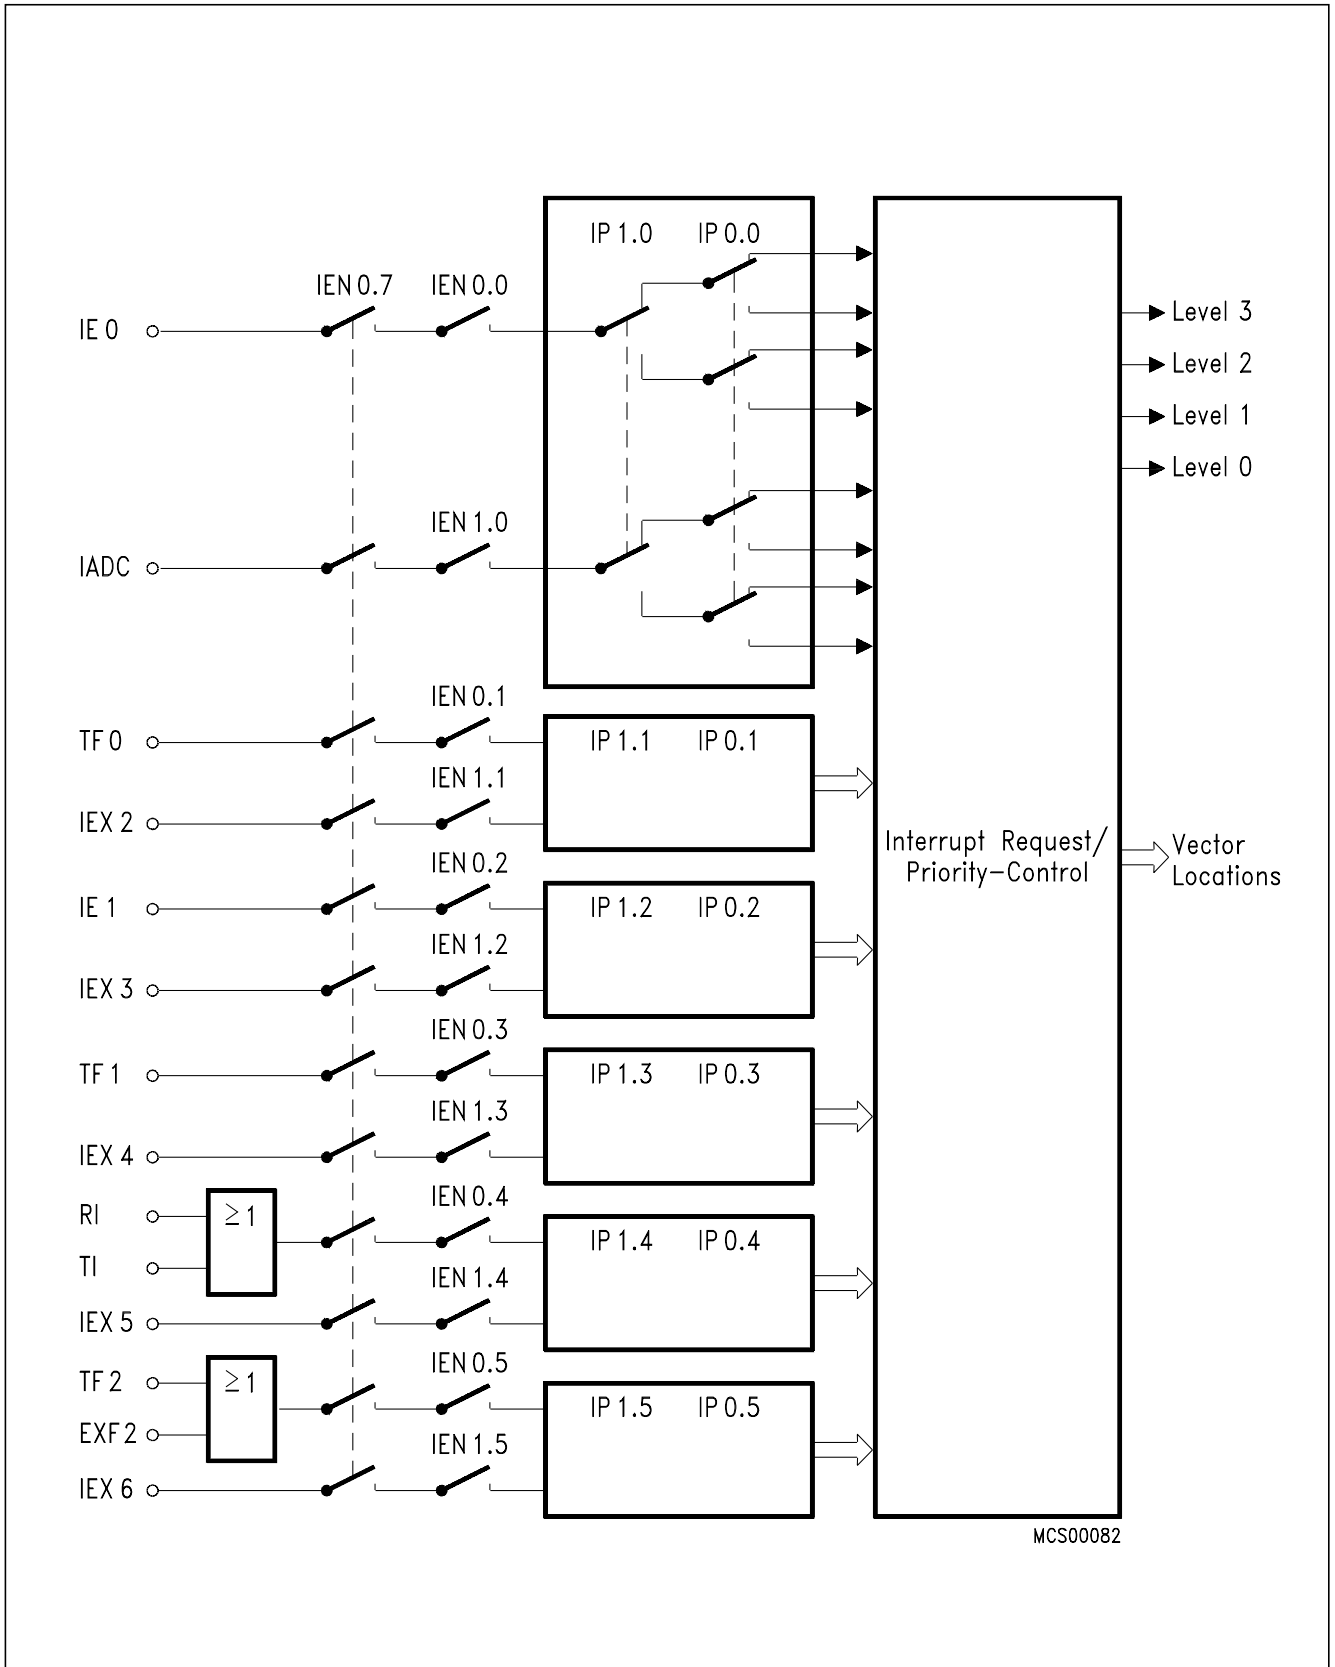 IP 1.0 IP 0.0
IEN 0.7 IEN 0.0
IE 0
Level 3
Level 2
Level 1
Level 0
IEN 1.0
IADC
IEN 0.1
TF 0
IP 1.1 IP 0.1
IEN 1.1
IEX 2
Interrupt Request/
Priority-Control
Vector
Locations
IEN 0.2
IE 1
IP 1.2 IP 0.2
IEN 1.2
IEX 3
IEN 0.3
TF 1
IP 1.3 IP 0.3
IEN 1.3
IEX 4
IEN 0.4
RI
≥1
TI
IP 1.4 IP 0.4
IEN 1.4
IEX 5
IEN 0.5
TF 2
≥1
EXF 2
IP 1.5 IP 0.5
IEN 1.5
IEX 6
MCS00082